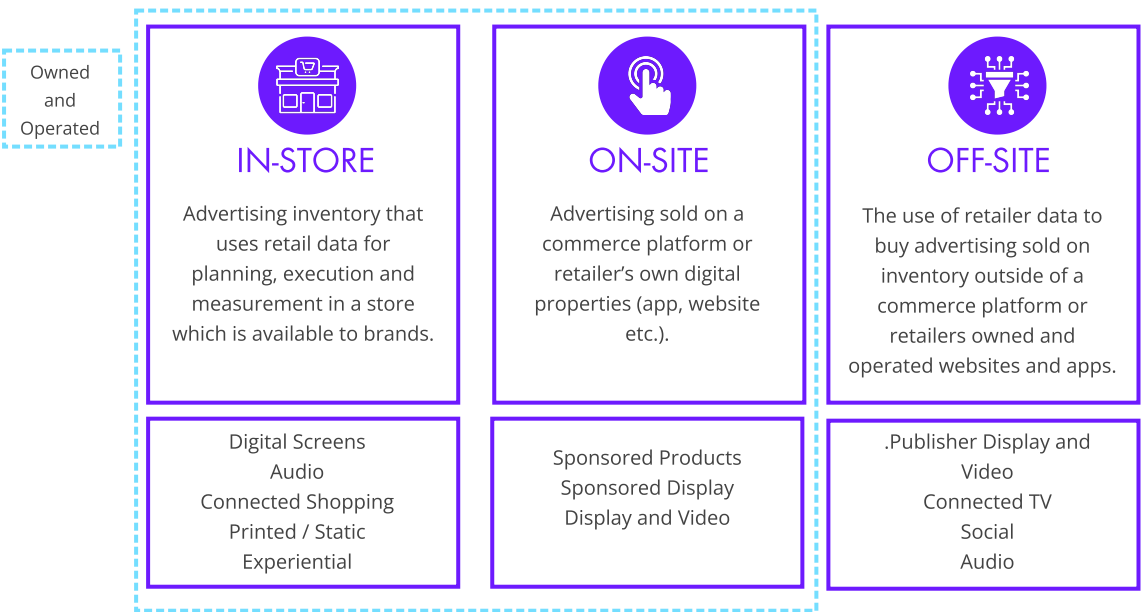 Owned
and
Operated
IN-STORE
Advertising inventory that
uses retail data for
planning, execution and
measurement in a store
which is available to brands.
Digital Screens
Audio
Connected Shopping
Printed / Static
Experiential
ON-SITE
Advertising sold on a
commerce platform or
retailer’s own digital
properties (app, website
etc.).
Sponsored Products
Sponsored Display
Display and Video
OFF-SITE
The use of retailer data to
buy advertising sold on
inventory outside of a
commerce platform or
retailers owned and
operated websites and apps.
.Publisher Display and
Video
Connected TV
Social
Audio